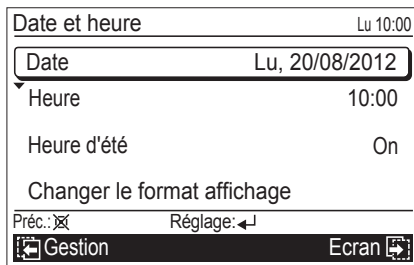 Date et heure Lu 10:00
Date Lu, 20/08/2012
Heure 10:00
Heure d'été On
Changer le format affichage
Préc.: Réglage:
Gestion Ecran